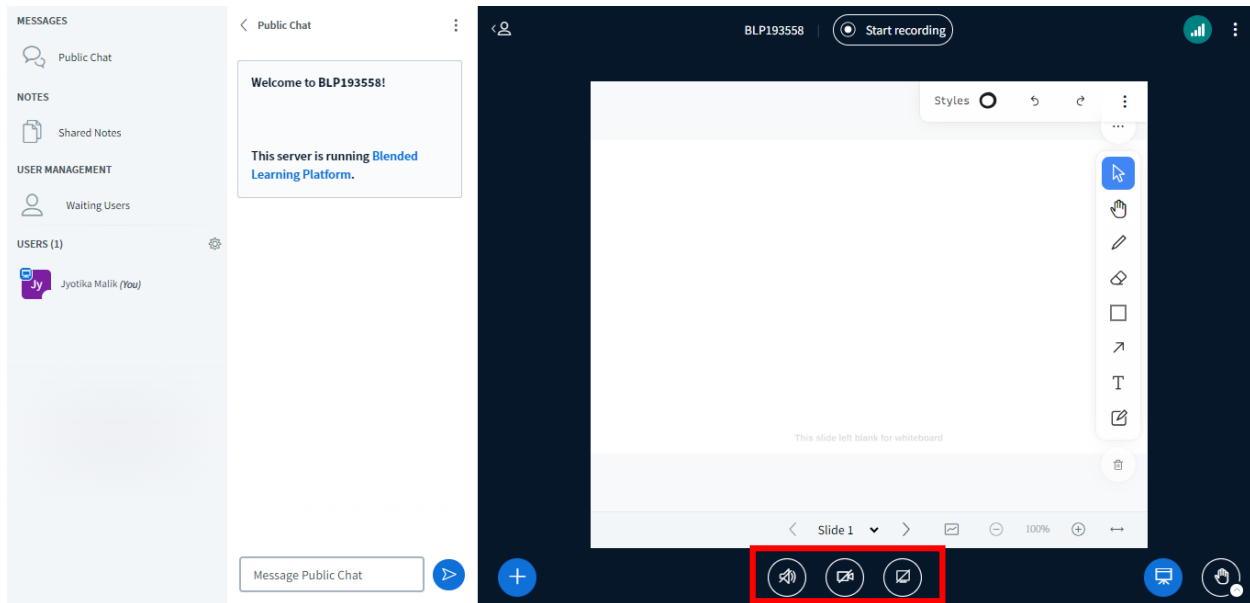 MESSAGES
Public Chat
NOTES
Shared Notes
USER MANAGEMENT
Waiting Users
USERS (1)
Jy
Jyotika Malik (You)
Public Chat
Welcome to BLP193558!
This server is running Blended
Learning Platform.
Message Public Chat
BLP193558
Start recording
Styles
T
This slide left blank for whiteboard
Slide 1
100%